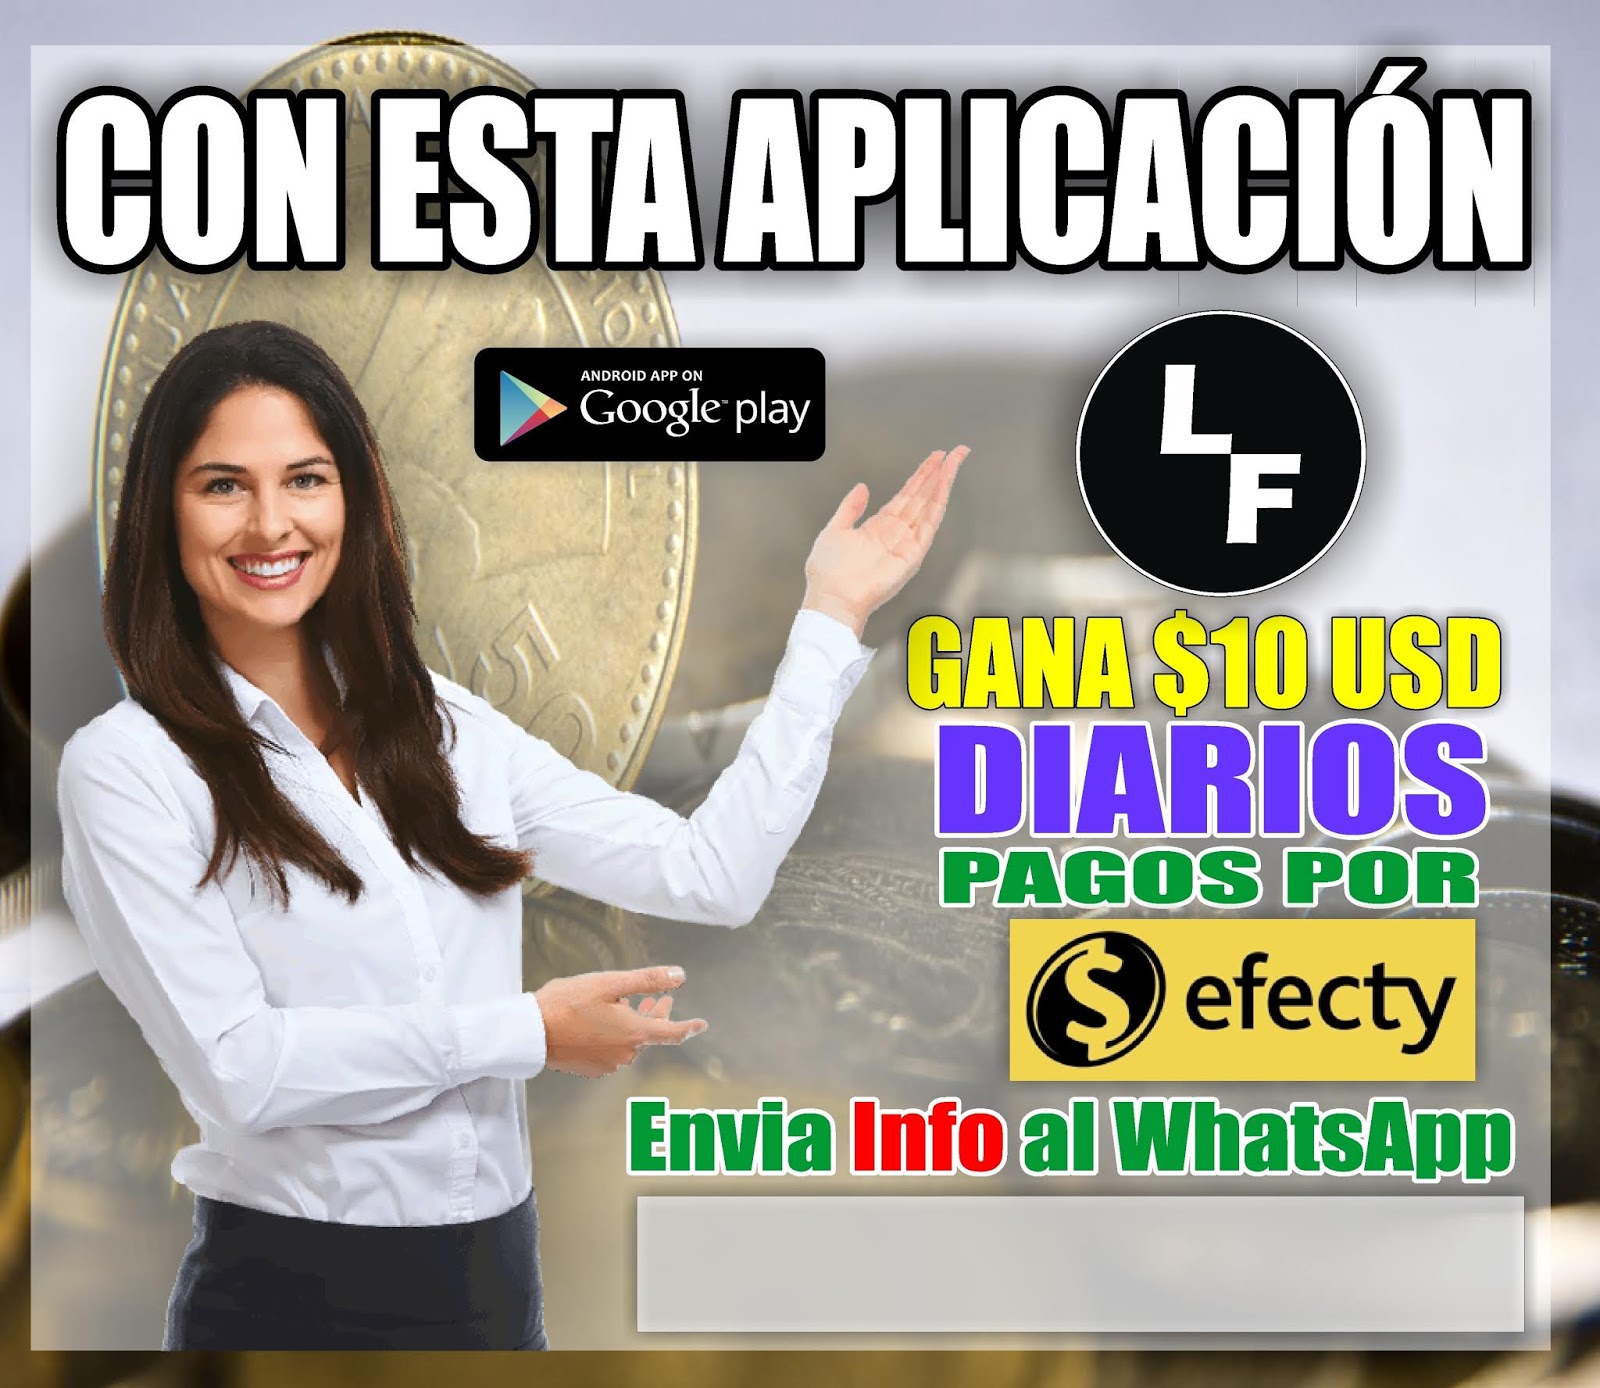 CON ESTA APLICACIÓN
ANDROID APP ON
Google play
L
F
GANA $10 USD
DIARIOS
PAGOS POR
$ efecty
Envia Info al WhatsApp